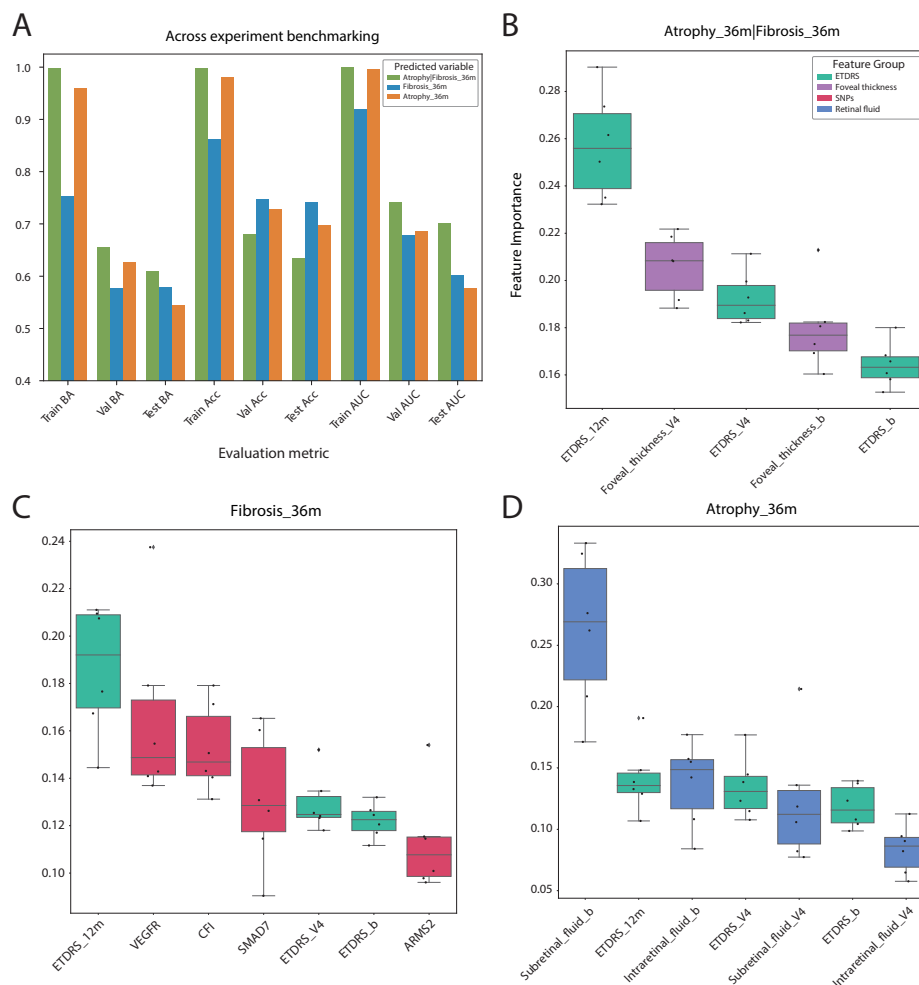 A
Across experiment benchmarking
Predicted variable
Atrophy|Fibrosis_36m
Fibrosis_36m
Atrophy_36m
1.0
0.9
0.8
0.7
0.6
0.5
0.4
Train BA
Val BA
Test BA
Train Acc
Val Acc
Test Acc
Train AUC
Val AUC
Test AUC
Evaluation metric
B
Atrophy_36m|Fibrosis_36m
Feature Group
ETDRS
Foveal thickness
SNPs
Retinal fluid
Feature Importance
0.28
0.26
0.24
0.22
0.20
0.18
0.16
ETDRS_12m
Foveal_thickness_V4
ETDRS_V4
Foveal_thickness_b
ETDRS_b
C
Fibrosis_36m
0.24
0.22
0.20
0.18
0.16
0.14
0.12
0.10
ETDRS_12m
VEGFR
CFI
SMAD7
ETDRS_V4
ETDRS_b
ARMS2
D
Atrophy_36m
0.30
0.25
0.20
0.15
0.10
0.05
Subretinal_fluid_b
ETDRS_12m
Intraretinal_fluid_b
ETDRS_V4
Subretinal_fluid_V4
ETDRS_b
Intraretinal_fluid_V4